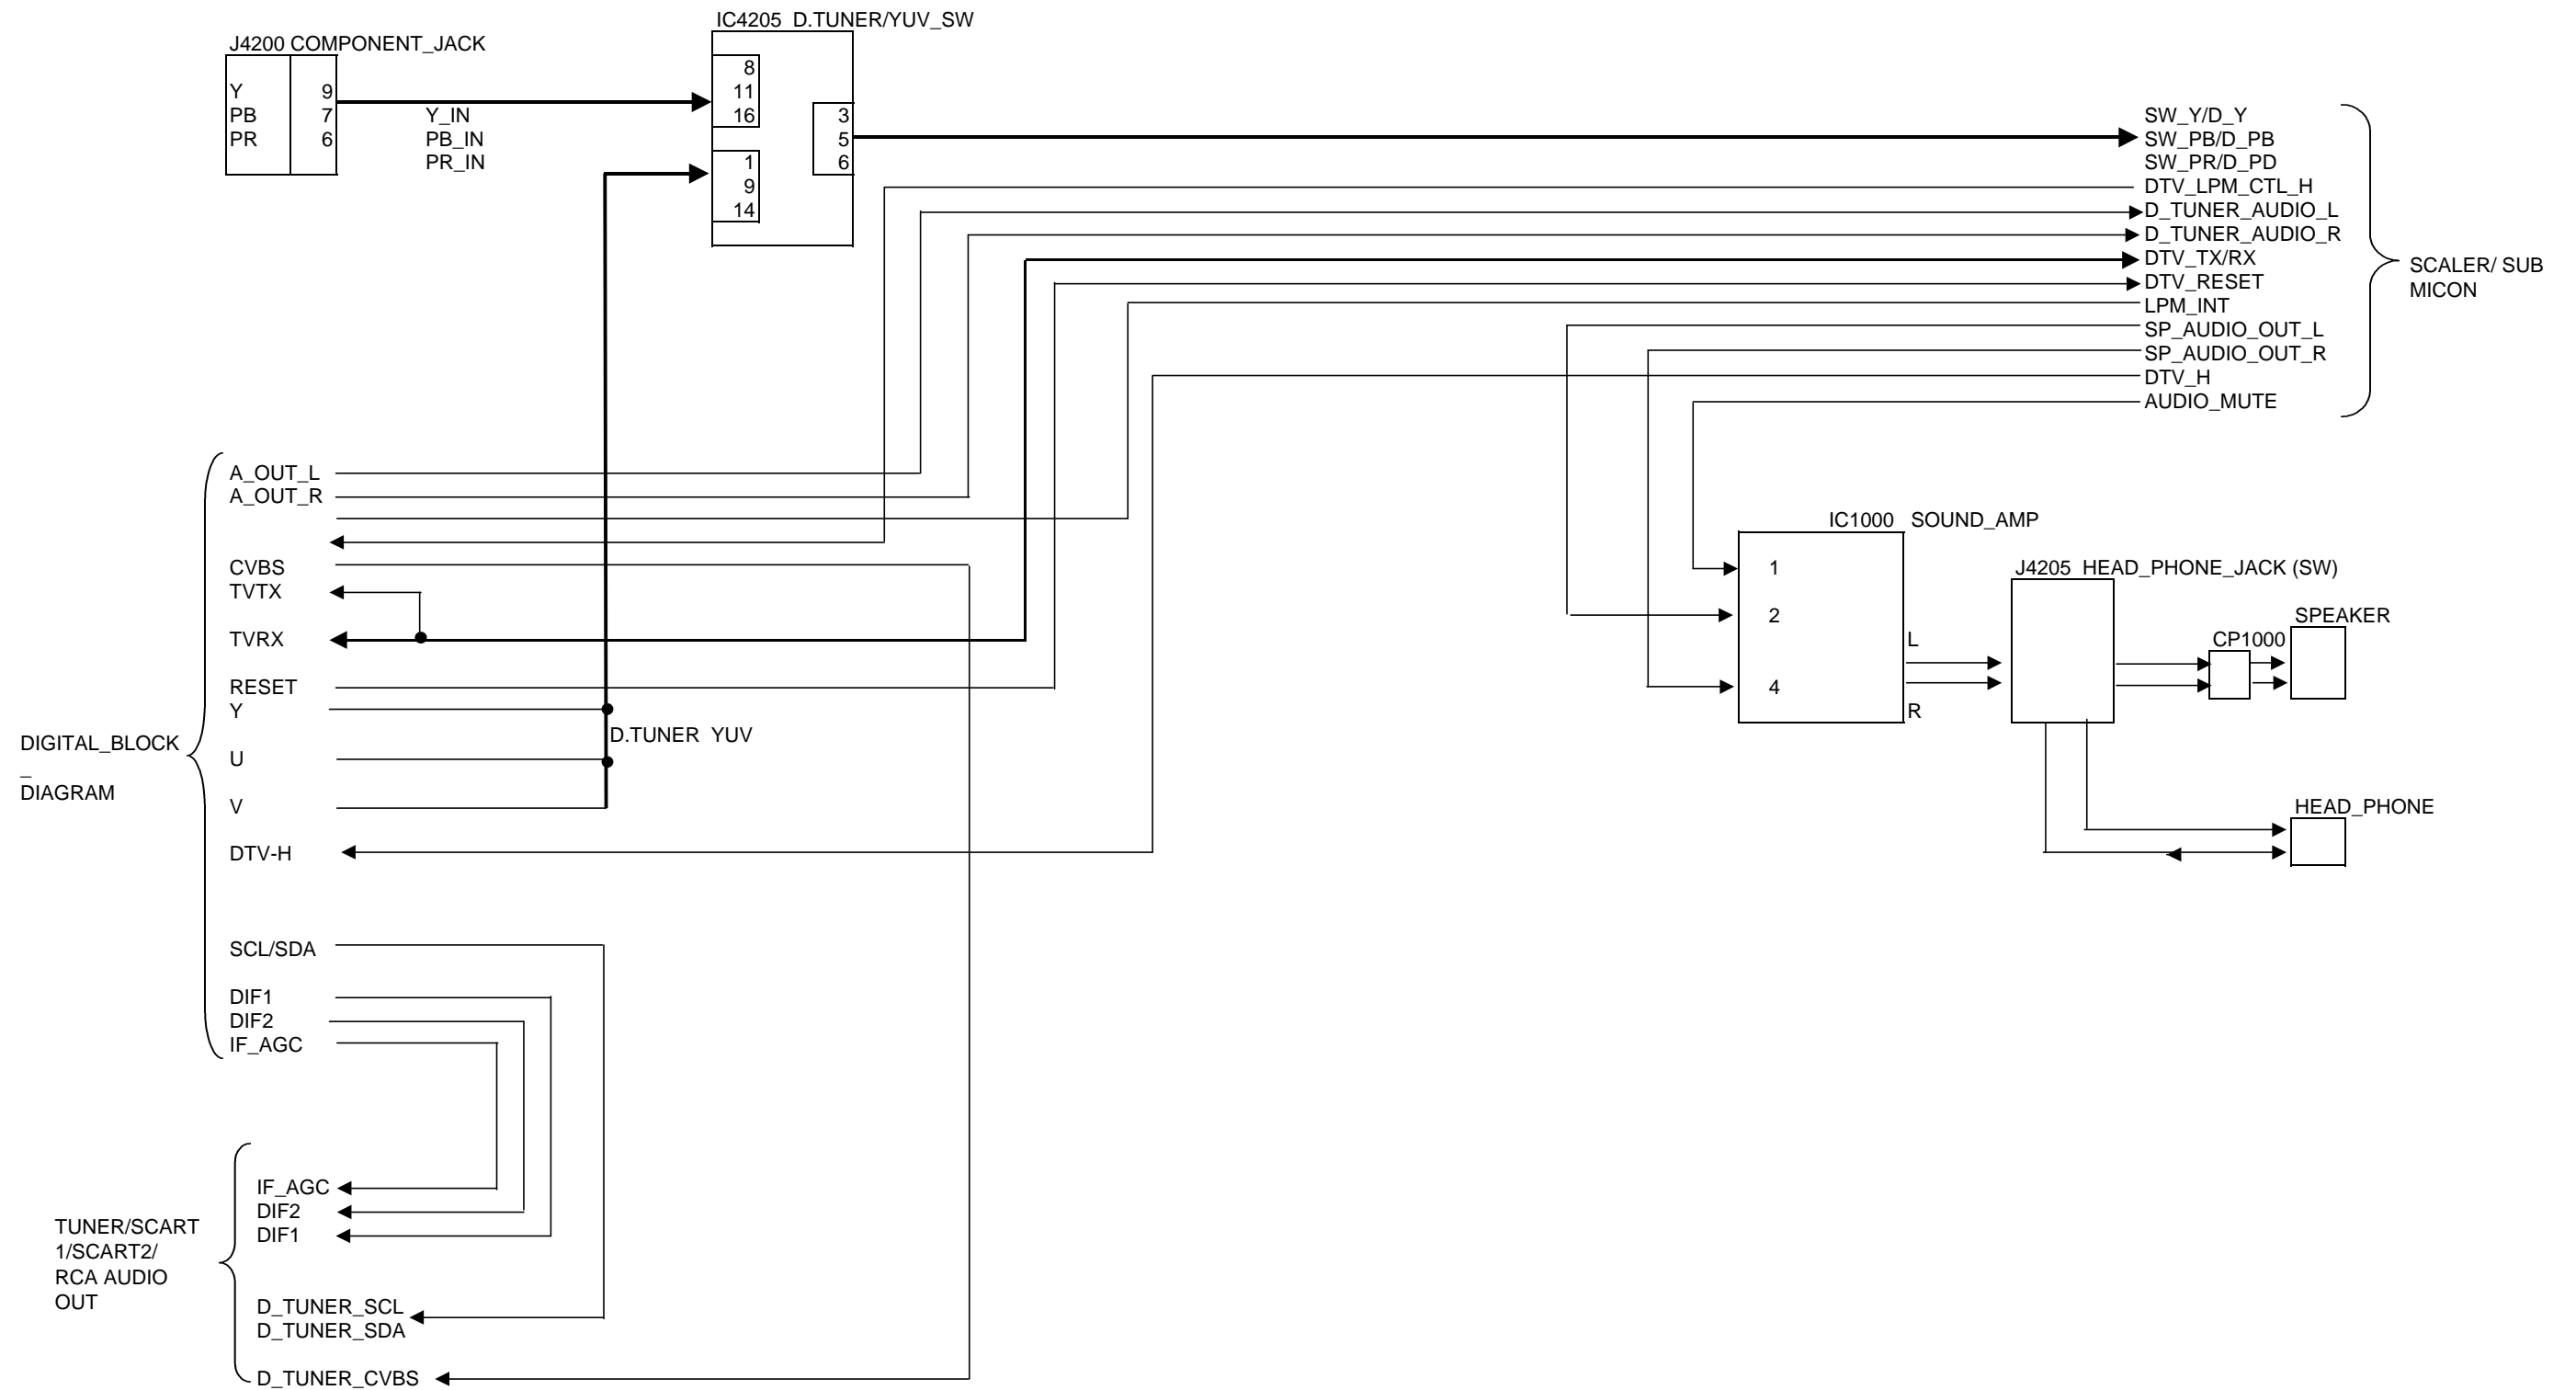 IC4205 D.TUNER/YUV_SW
J4200 COMPONENT_JACK
8
Y 9 11
PB 7 Y_IN 16 3 SW_Y/D_Y
PR 6 PB_IN 5 SW_PB/D_PB
PR_IN 1 6 SW_PR/D_PD
9 DTV_LPM_CTL_H
14 D_TUNER_AUDIO_L
D_TUNER_AUDIO_R
DTV_TX/RX
SCALER/ SUB
DTV_RESET
MICON
LPM_INT
SP_AUDIO_OUT_L
SP_AUDIO_OUT_R
DTV_H
AUDIO_MUTE
A_OUT_L
A_OUT_R
IC1000 SOUND_AMP
CVBS 1 J4205 HEAD_PHONE_JACK (SW)
TVTX
2 SPEAKER
TVRX L CP1000
RESET 4
Y R
D.TUNER YUV
DIGITAL_BLOCK
_
DIAGRAM
U
V HEAD_PHONE
DTV-H
SCL/SDA
DIF1
DIF2
IF_AGC
IF_AGC
DIF2
DIF1
TUNER/SCART
1/SCART2/
RCA AUDIO
OUT
D_TUNER_SCL
D_TUNER_SDA
D_TUNER_CVBS